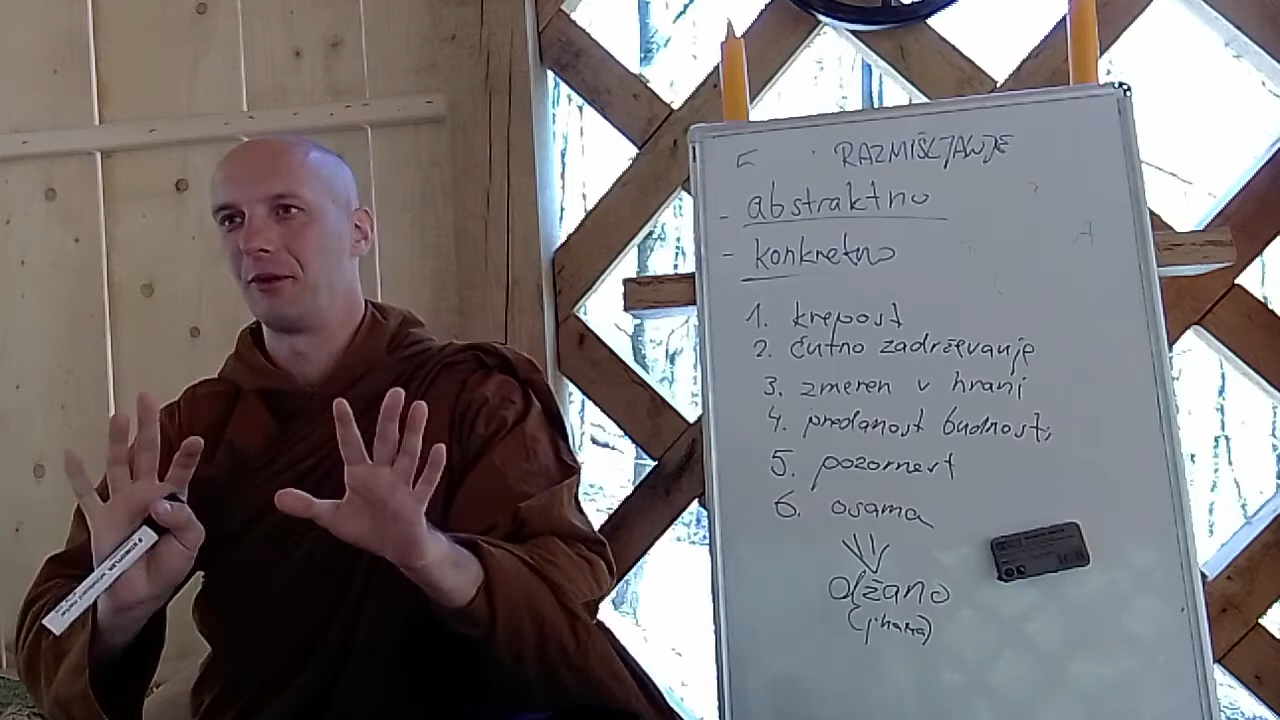 RAZMIŠLJANJE
- abstraktno
- konkretno
1. krepost
2. čutno zadrževanje
3. zmeren v hrani
4. predanost budnosti
5. pozornost
6. osama
džano
(jhana)